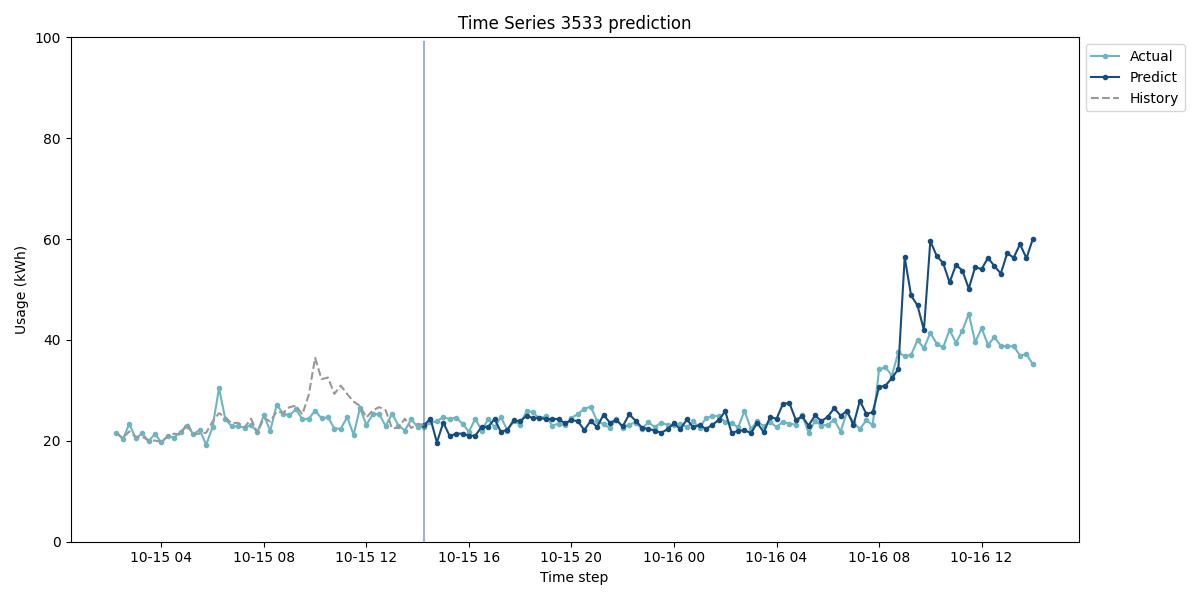 Time Series 3533 prediction
100
80
60
40
20
0
Usage (kWh)
10-15 04
10-15 08
10-15 12
10-15 16
10-15 20
10-16 00
10-16 04
10-16 08
10-16 12
Time step
Actual
Predict
History